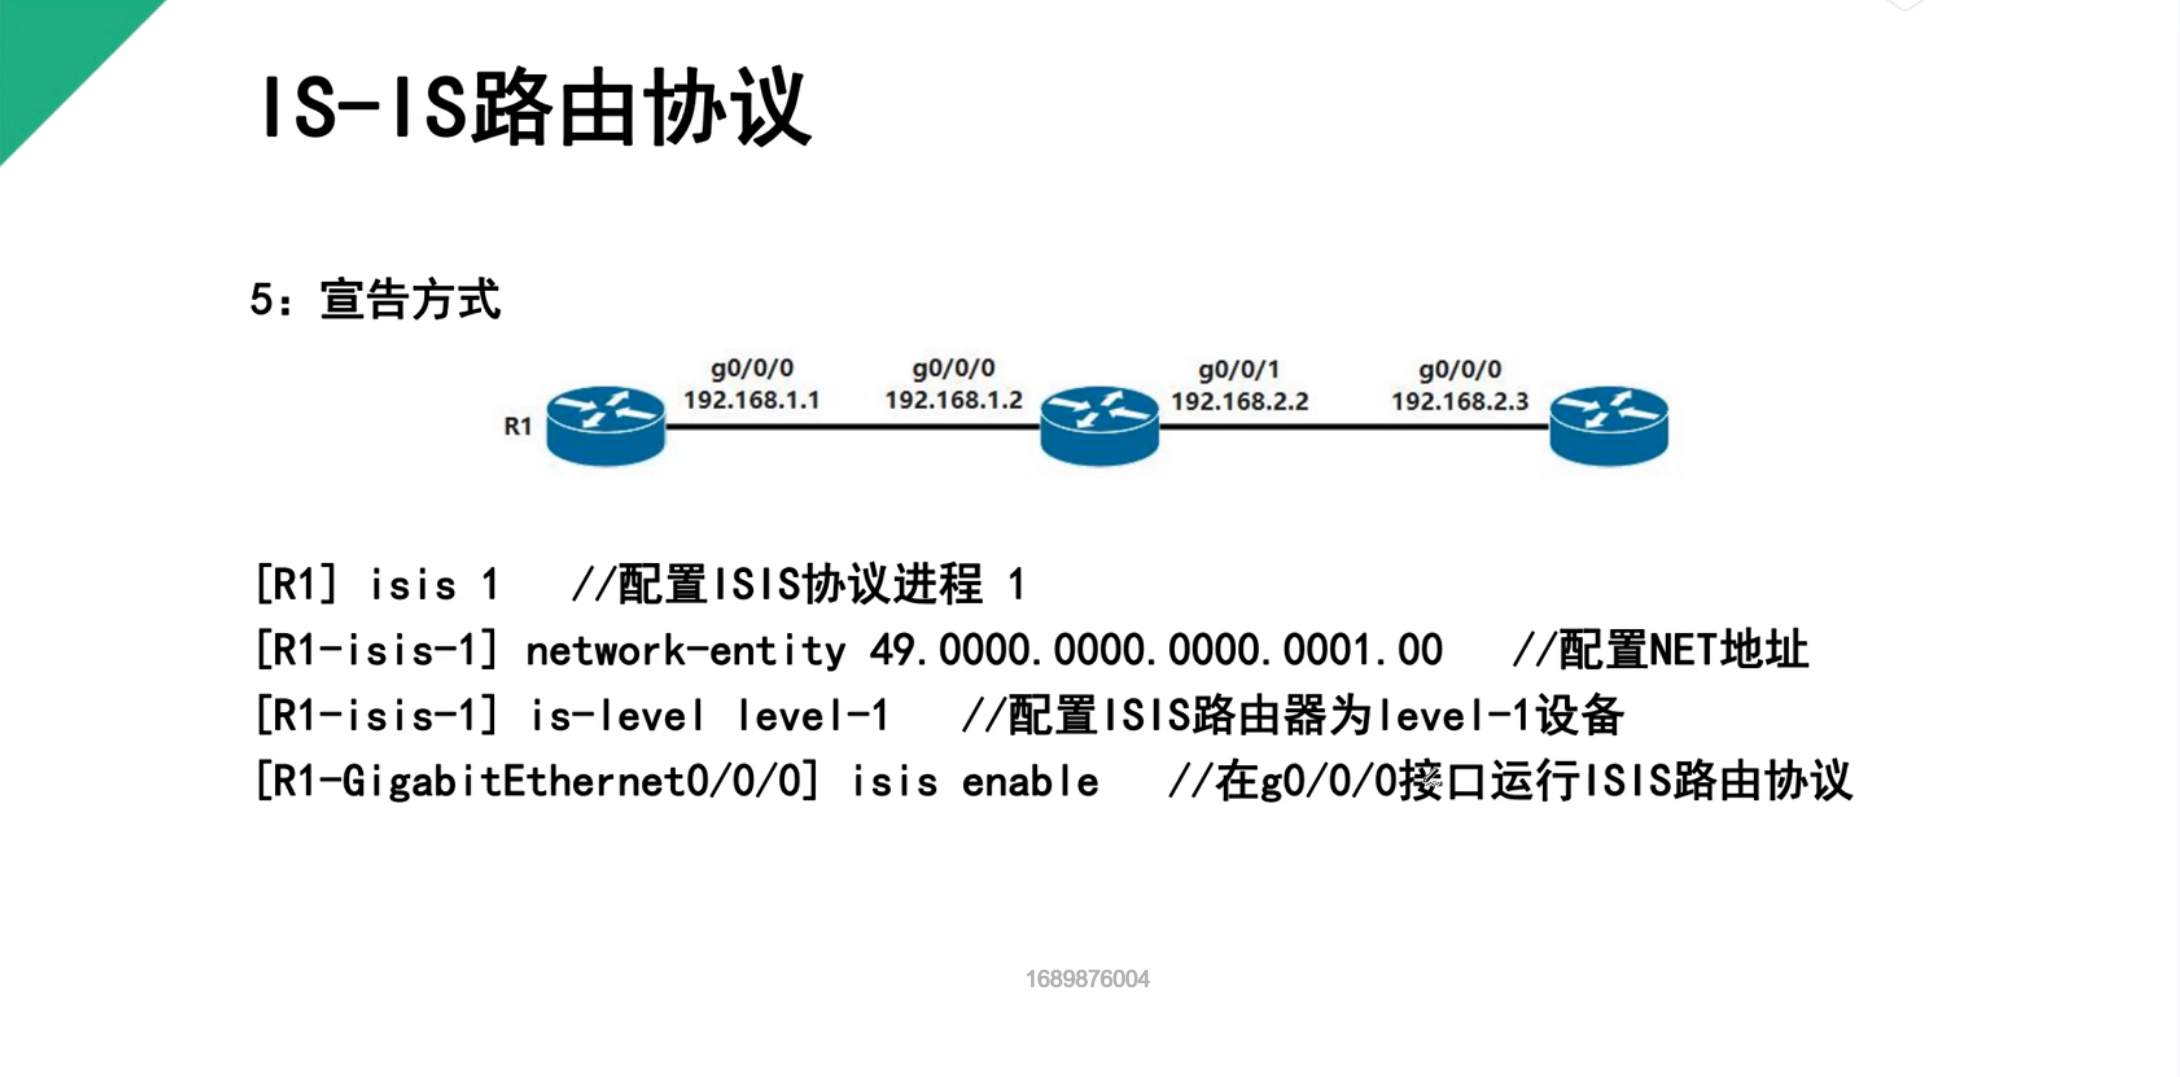 IS-IS路由协议
5：宣告方式
g0/0/0 g0/0/0 g0/0/1 g0/0/0
192.168.1.1 192.168.1.2 192.168.2.2 192.168.2.3
R1
[R1] isis 1 //配置ISIS协议进程 1
[R1-isis-1] network-entity 49.0000.0000.0000.0001.00 //配置NET地址
[R1-isis-1] is-level level-1 //配置ISIS路由器为level-1设备
[R1-GigabitEthernet0/0/0] isis enable //在g0/0/0接口运行ISIS路由协议
1689876004